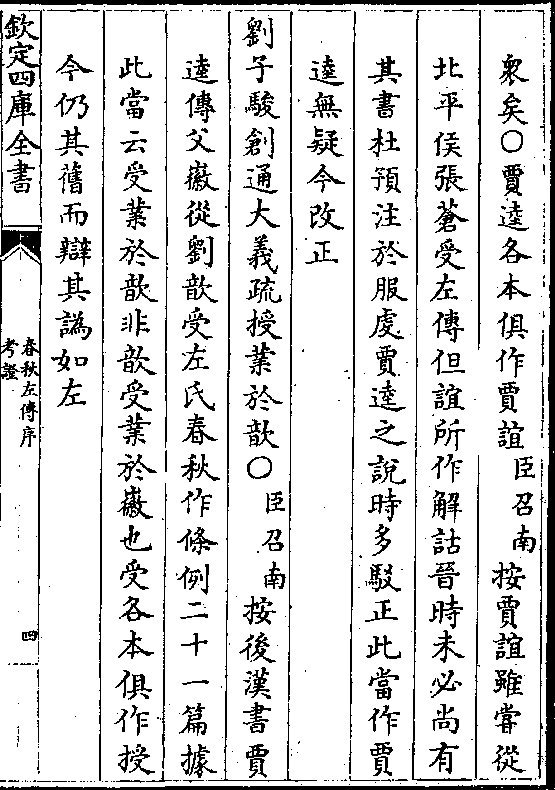 衆矣○賈逵各本俱作賈誼臣召南按賈誼雖嘗從
北平侯張蒼受左傳但誼所作解詁晉時未必尚有
其書杜預注於服虔賈逵之說時多駁正此當作賈
逵無疑今改正
劉子駿創通大義疏授業於歆○臣召南按後漢書賈
逵傳父徽從劉歆受左氏春秋作條例二十一篇據
此當云受業於歆非歆受業於徽也受各本俱作授
今仍其舊而辯其譌如左
欽定四庫全書
春秋左傳序
考證
四